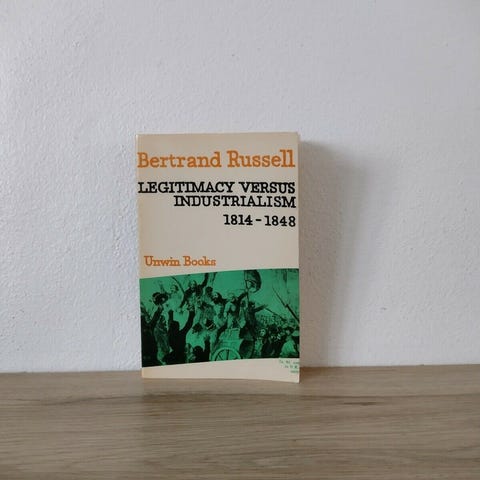 Bertrand Russell
LEGITIMACY VERSUS
INDUSTRIALISM
1814-1848
Unwin Books